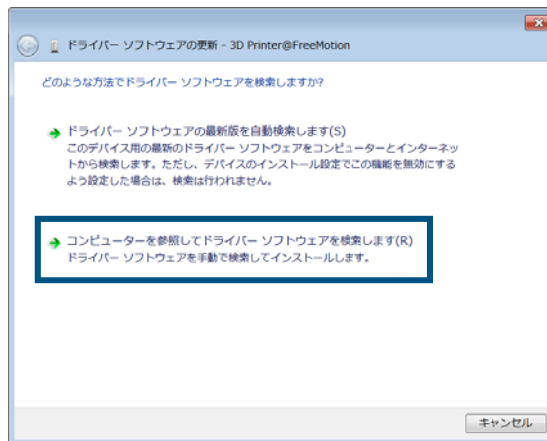 ドライバー ソフトウェアの更新 - 3D Printer@FreeMotion
どのような方法でドライバー ソフトウェアを検索しますか?
ドライバー ソフトウェアの最新版を自動検索します(S)
このデバイス用の最新のドライバー ソフトウェアをコンピューターとインターネッ
トから検索します。ただし、デバイスのインストール設定でこの機能を無効にする
よう設定した場合は、検索は行われません。
コンピューターを参照してドライバー ソフトウェアを検索します(R)
ドライバー ソフトウェアを手動で検索してインストールします。
キャンセル